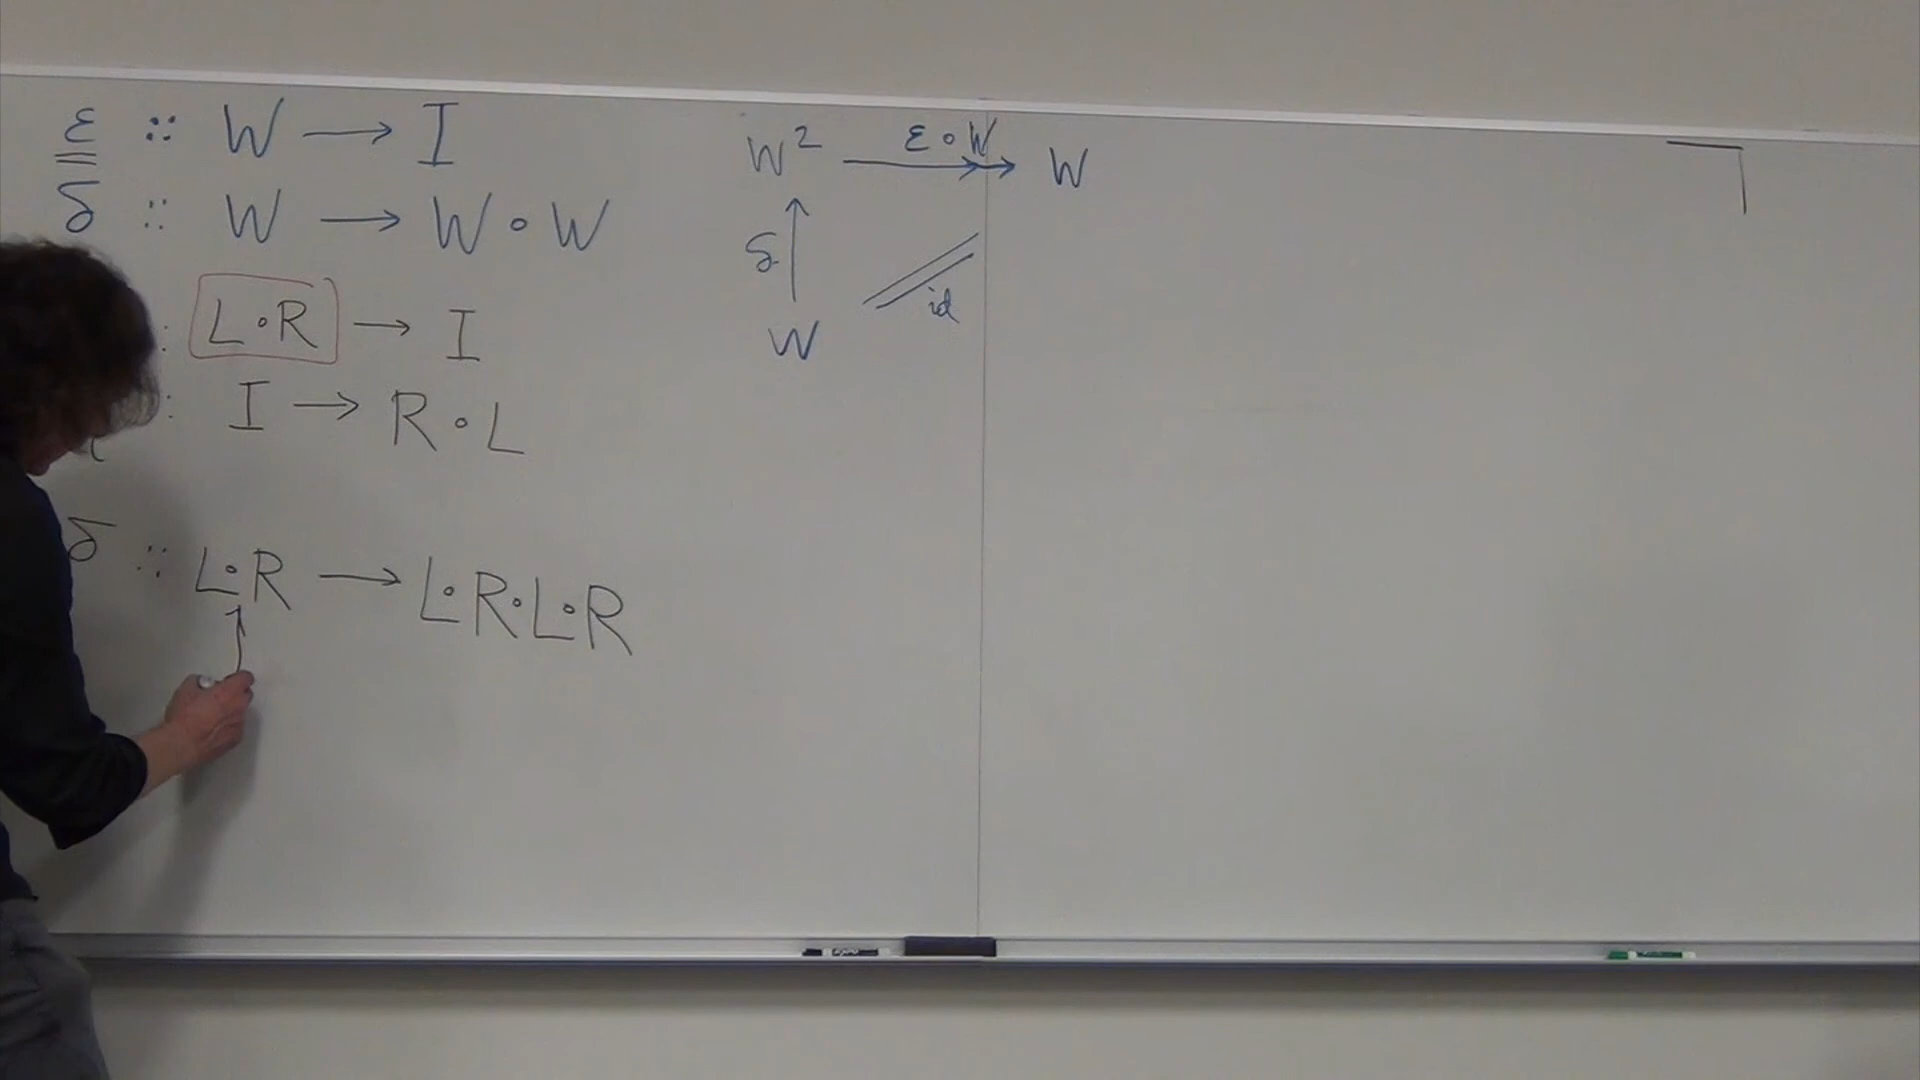 ε :: W → I
δ :: W → W ∘ W
: L ∘ R → I
: I → R ∘ L
δ :: L ∘ R → L ∘ R ∘ L ∘ R
W² ε ∘ W → W
δ ↑ id
W